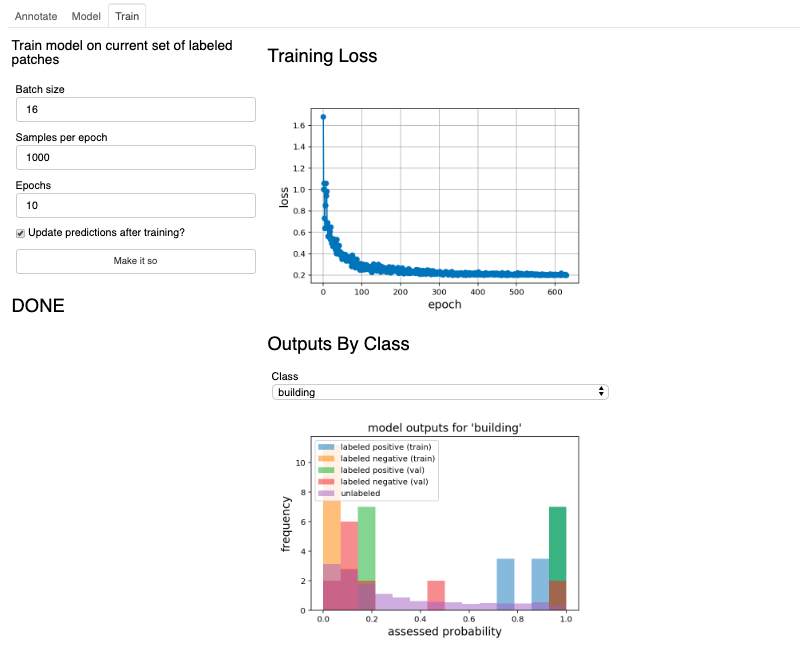 Annotate Model Train
Train model on current set of labeled
patches
Batch size
16
Samples per epoch
1000
Epochs
10
Update predictions after training?
Make it so
DONE
Training Loss
1.6
1.4
1.2
1.0
0.8
0.6
0.4
0.2
loss
0 100 200 300 400 500 600
epoch
Outputs By Class
Class
building
model outputs for 'building'
labeled positive (train)
labeled negative (train)
labeled positive (val)
labeled negative (val)
unlabeled
10
8
6
4
2
0
frequency
0.0 0.2 0.4 0.6 0.8 1.0
assessed probability